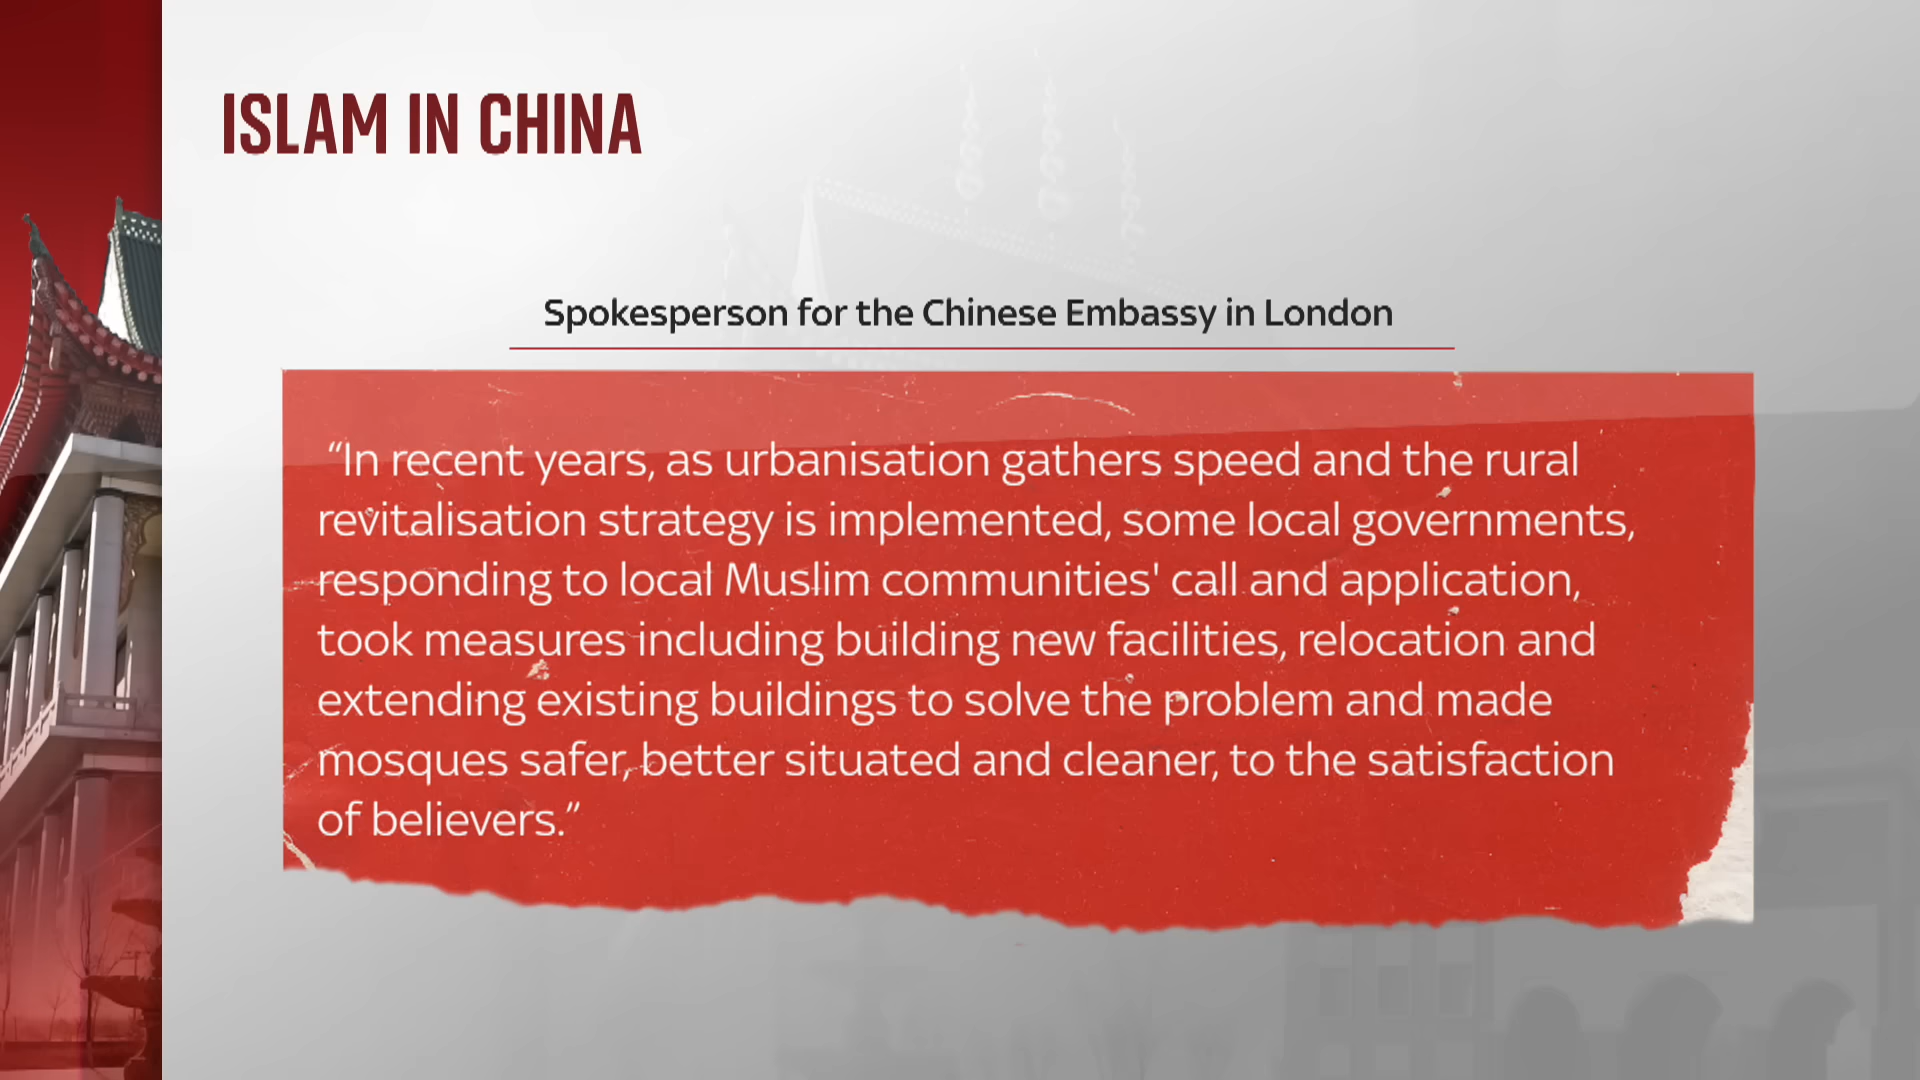 ISLAM IN CHINA
Spokesperson for the Chinese Embassy in London
“In recent years, as urbanisation gathers speed and the rural
revitalisation strategy is implemented, some local governments,
responding to local Muslim communities' call and application,
took measures including building new facilities, relocation and
extending existing buildings to solve the problem and made
mosques safer, better situated and cleaner, to the satisfaction
of believers.”